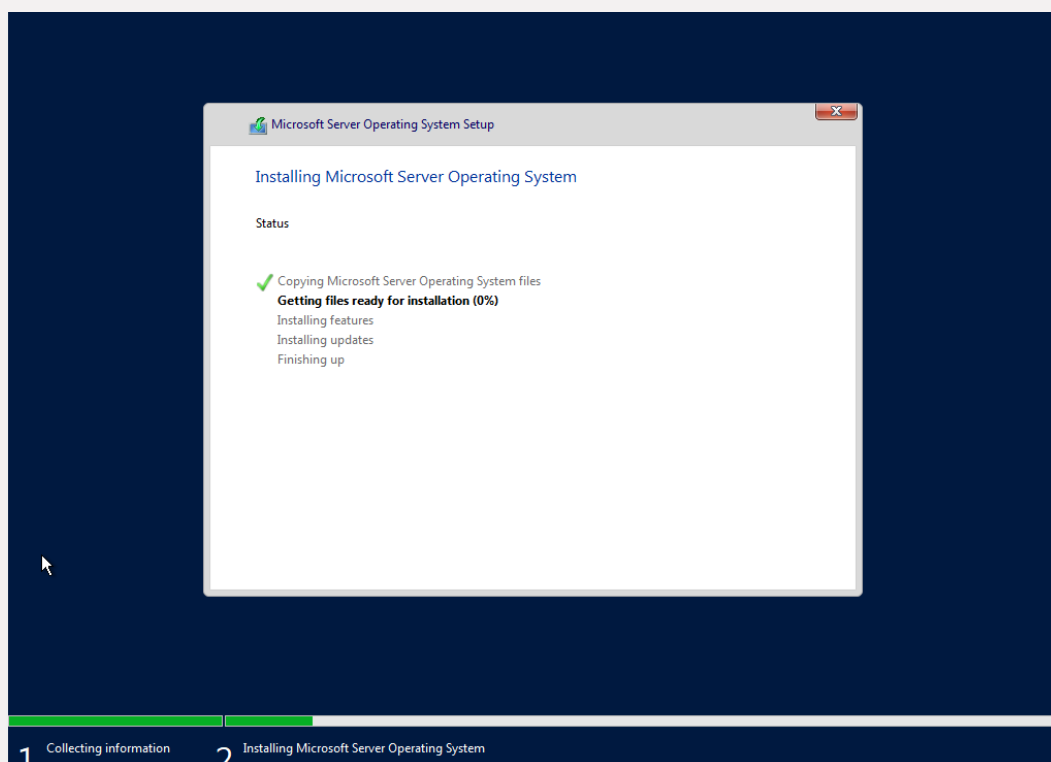 Microsoft Server Operating System Setup
Installing Microsoft Server Operating System
Status
Copying Microsoft Server Operating System files
Getting files ready for installation (0%)
Installing features
Installing updates
Finishing up
1 Collecting information 2 Installing Microsoft Server Operating System